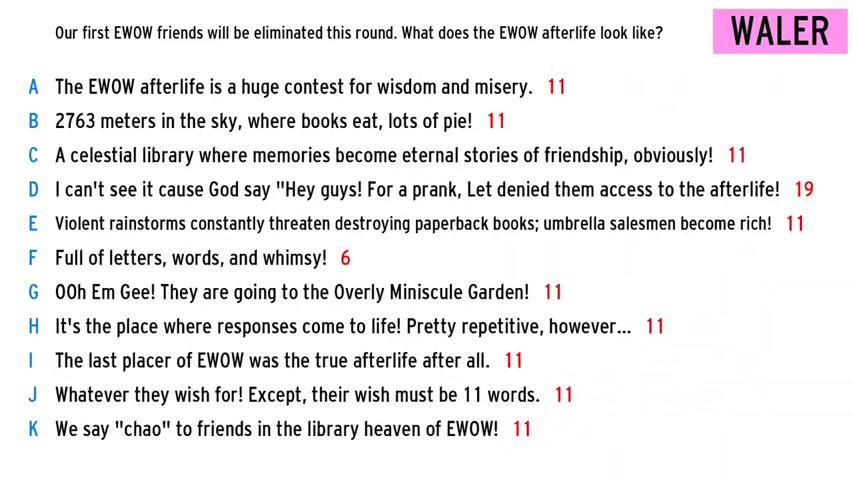 Our first EWOW friends will be eliminated this round. What does the EWOW afterlife look like?
WALER
A The EWOW afterlife is a huge contest for wisdom and misery. 11
B 2763 meters in the sky, where books eat, lots of pie! 11
C A celestial library where memories become eternal stories of friendship, obviously! 11
D I can't see it cause God say "Hey guys! For a prank, Let denied them access to the afterlife! 19
E Violent rainstorms constantly threaten destroying paperback books; umbrella salesmen become rich! 11
F Full of letters, words, and whimsy! 6
G OOh Em Gee! They are going to the Overly Miniscule Garden! 11
H It's the place where responses come to life! Pretty repetitive, however... 11
I The last placer of EWOW was the true afterlife after all. 11
J Whatever they wish for! Except, their wish must be 11 words. 11
K We say "chao" to friends in the library heaven of EWOW! 11